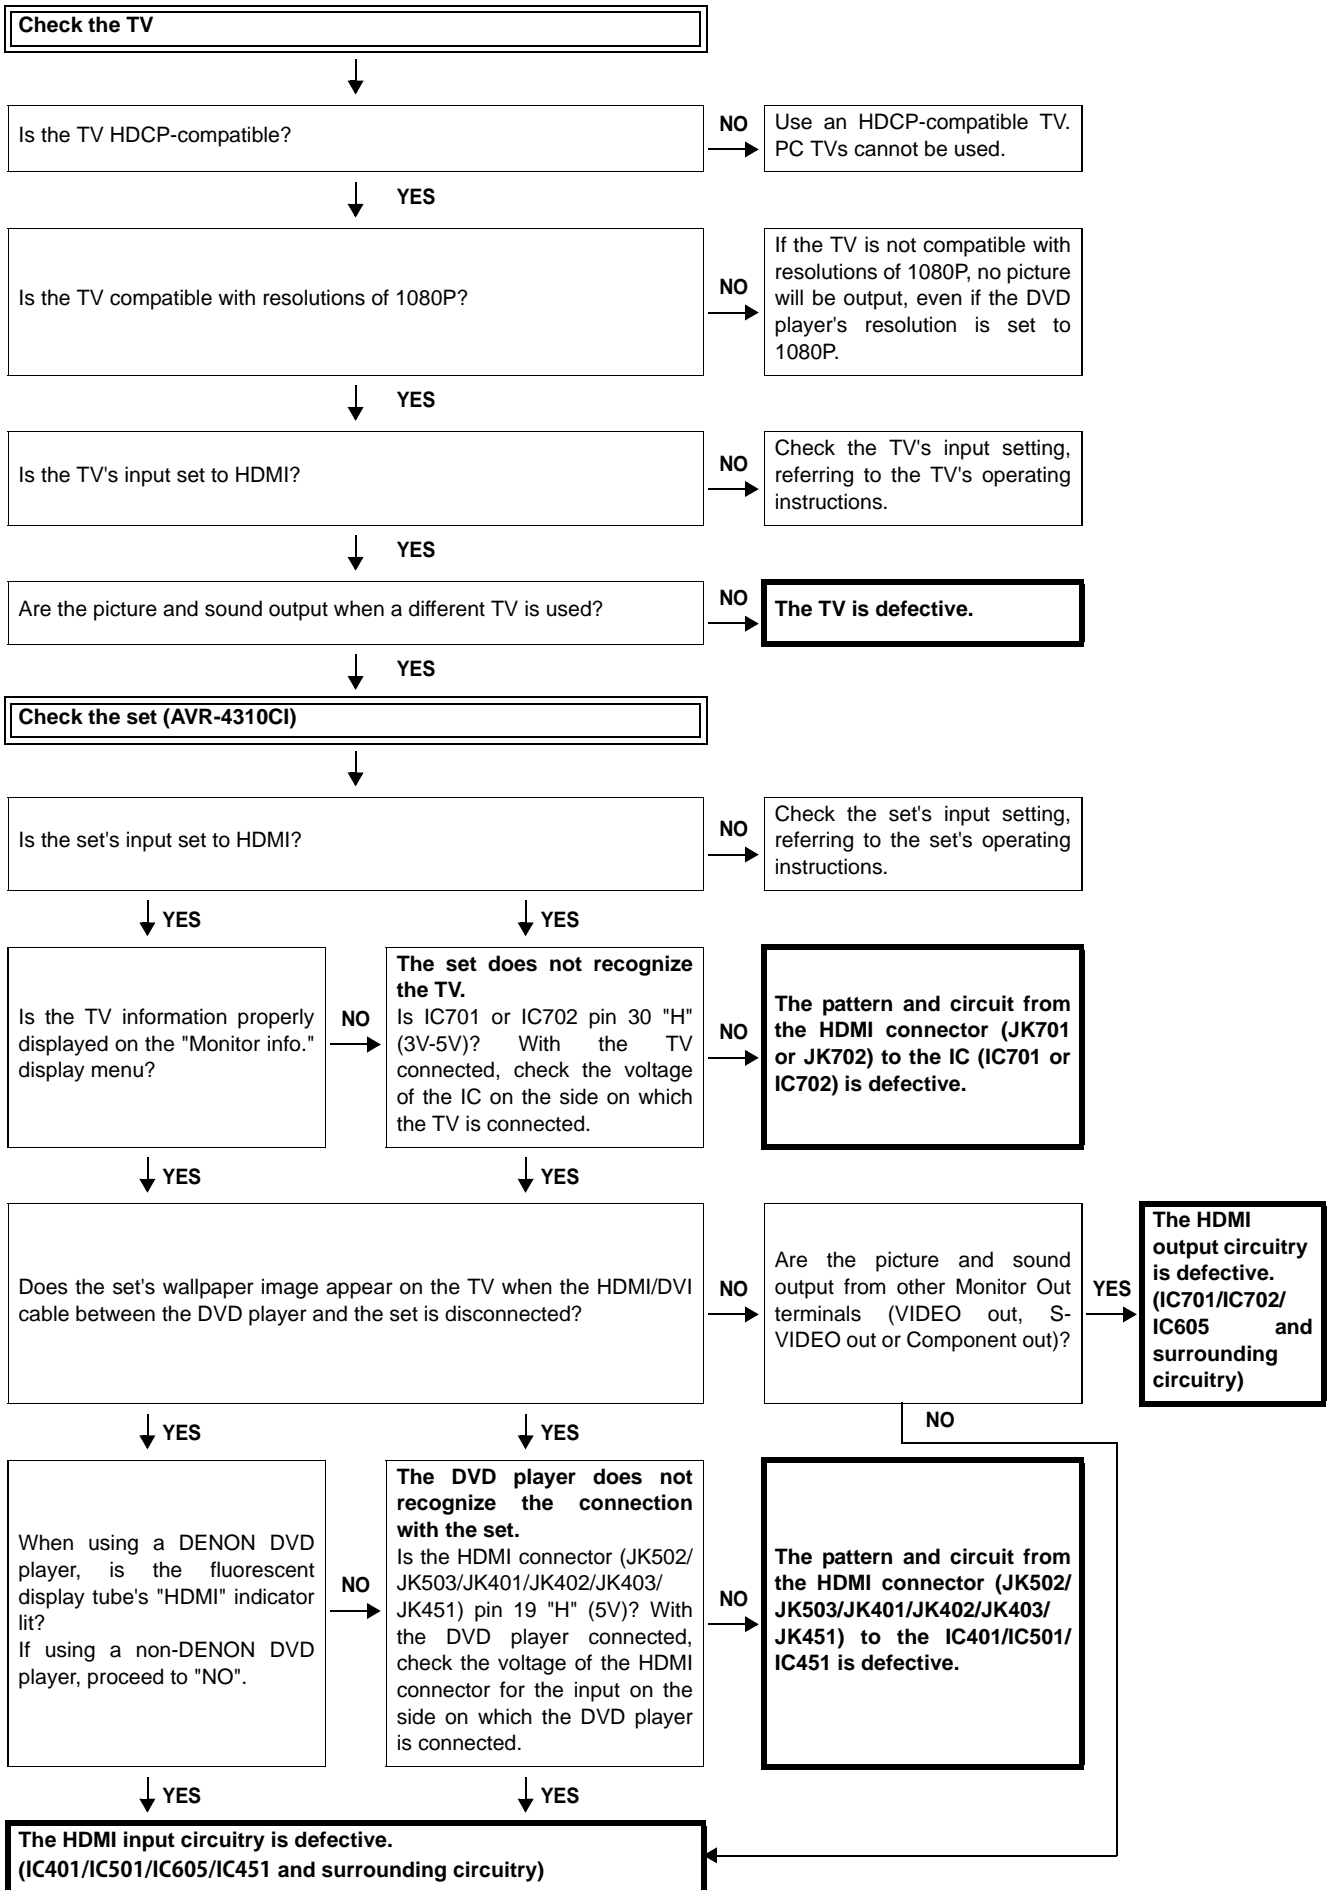 Check the TV
Is the TV HDCP-compatible?
NO
Use an HDCP-compatible TV.
PC TVs cannot be used.
YES
Is the TV compatible with resolutions of 1080P?
NO
If the TV is not compatible with
resolutions of 1080P, no picture
will be output, even if the DVD
player's resolution is set to
1080P.
YES
Is the TV's input set to HDMI?
NO
Check the TV's input setting,
referring to the TV's operating
instructions.
YES
Are the picture and sound output when a different TV is used?
NO
The TV is defective.
YES
Check the set (AVR-4310CI)
Is the set's input set to HDMI?
NO
Check the set's input setting,
referring to the set's operating
instructions.
YES
YES
Is the TV information properly
displayed on the "Monitor info."
display menu?
NO
The set does not recognize
the TV.
Is IC701 or IC702 pin 30 "H"
(3V-5V)? With the TV
connected, check the voltage
of the IC on the side on which
the TV is connected.
NO
The pattern and circuit from
the HDMI connector (JK701
or JK702) to the IC (IC701 or
IC702) is defective.
YES
YES
Does the set's wallpaper image appear on the TV when the HDMI/DVI
cable between the DVD player and the set is disconnected?
NO
Are the picture and sound
output from other Monitor Out
terminals (VIDEO out, S-
VIDEO out or Component out)?
YES
The HDMI
output circuitry
is defective.
(IC701/IC702/
IC605 and
surrounding
circuitry)
NO
YES
YES
When using a DENON DVD
player, is the fluorescent
display tube's "HDMI" indicator
lit?
If using a non-DENON DVD
player, proceed to "NO".
NO
The DVD player does not
recognize the connection
with the set.
Is the HDMI connector (JK502/
JK503/JK401/JK402/JK403/
JK451) pin 19 "H" (5V)? With
the DVD player connected,
check the voltage of the HDMI
connector for the input on the
side on which the DVD player
is connected.
NO
The pattern and circuit from
the HDMI connector (JK502/
JK503/JK401/JK402/JK403/
JK451) to the IC401/IC501/
IC451 is defective.
YES
YES
The HDMI input circuitry is defective.
(IC401/IC501/IC605/IC451 and surrounding circuitry)